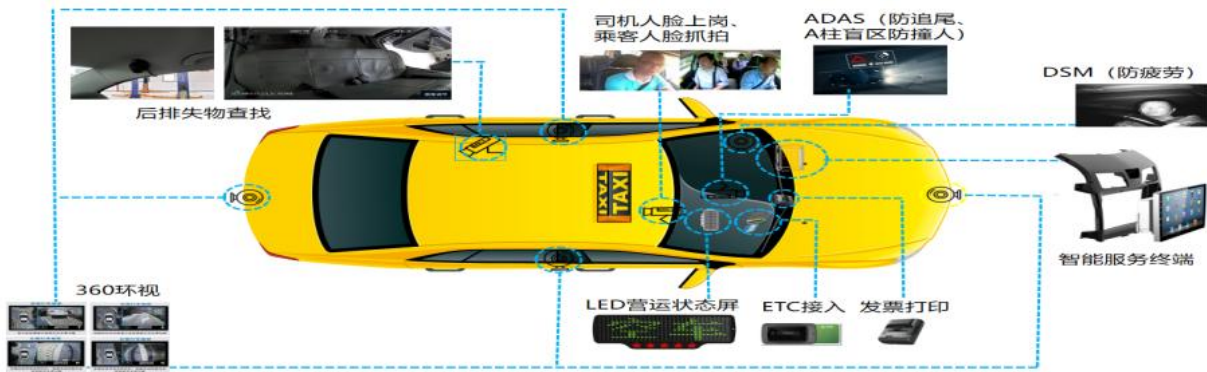 司机人脸上岗、
乘客人脸抓拍
ADAS（防追尾、
A柱盲区防撞人）
DSM（防疲劳）
后排失物查找
TAXI
TAXI
智能服务终端
360环视
LED营运状态屏
ETC接入
发票打印
空车